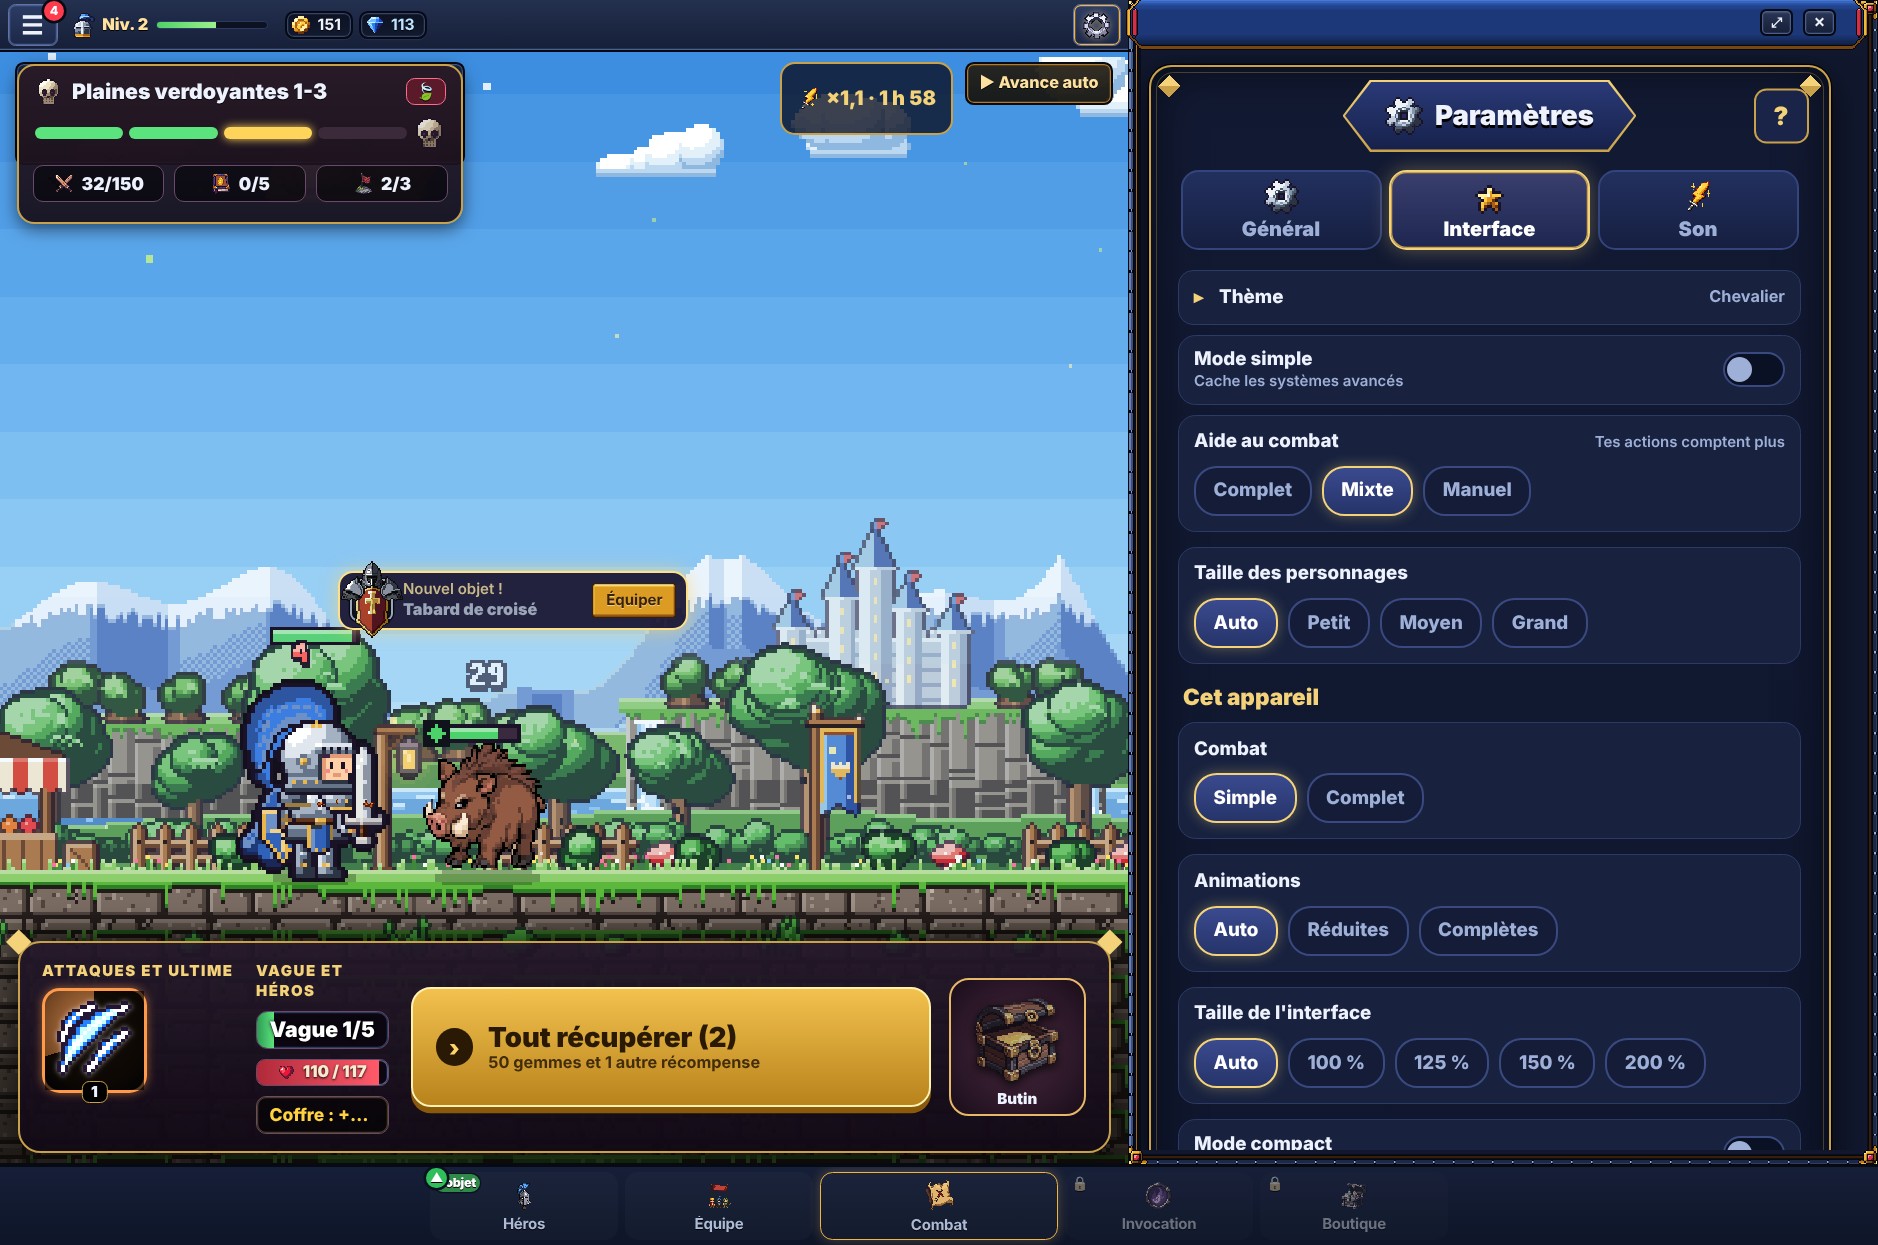 4
Niv. 2
151
113
Plaines verdoyantes 1-3
32/150
0/5
2/3
×1,1 · 1 h 58
Avance auto
Nouvel objet !
Tabard de croisé
Équiper
4
29
ATTAQUES ET ULTIME
1
VAGUE ET
HÉROS
Vague 1/5
110 / 117
Coffre : +...
Tout récupérer (2)
50 gemmes et 1 autre récompense
Butin
Paramètres
?
Général
Interface
Son
Thème
Chevalier
Mode simple
Cache les systèmes avancés
Aide au combat
Tes actions comptent plus
Complet
Mixte
Manuel
Taille des personnages
Auto
Petit
Moyen
Grand
Cet appareil
Combat
Simple
Complet
Animations
Auto
Réduites
Complètes
Taille de l'interface
Auto
100 %
125 %
150 %
200 %
Mode compact
objet
Héros
Équipe
Combat
Invocation
Boutique